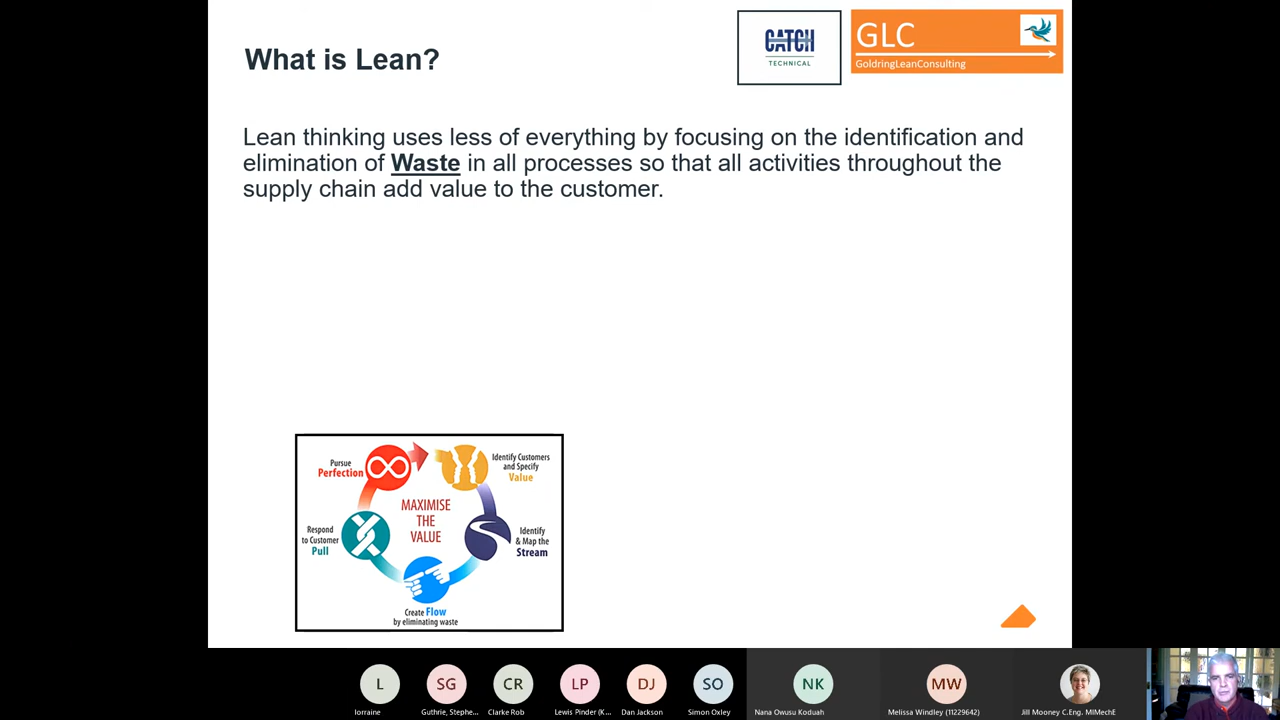 What is Lean?
CATCH
TECHNICAL
GLC
GoldringLeanConsulting
Lean thinking uses less of everything by focusing on the identification and
elimination of Waste in all processes so that all activities throughout the
supply chain add value to the customer.
Pursue
Perfection
Identify Customers
and Specify
Value
MAXIMISE
THE
VALUE
Respond
to Customer
Pull
Identify
& Map the
Stream
Create Flow
by eliminating waste
L
SG
CR
LP
DJ
SO
NK
MW
lorraine
Guthrie, Stephe...
Clarke Rob
Lewis Pinder (K...
Dan Jackson
Simon Oxley
Nana Owusu Koduah
Melissa Windley (11229642)
Jill Mooney C.Eng. MIMechE